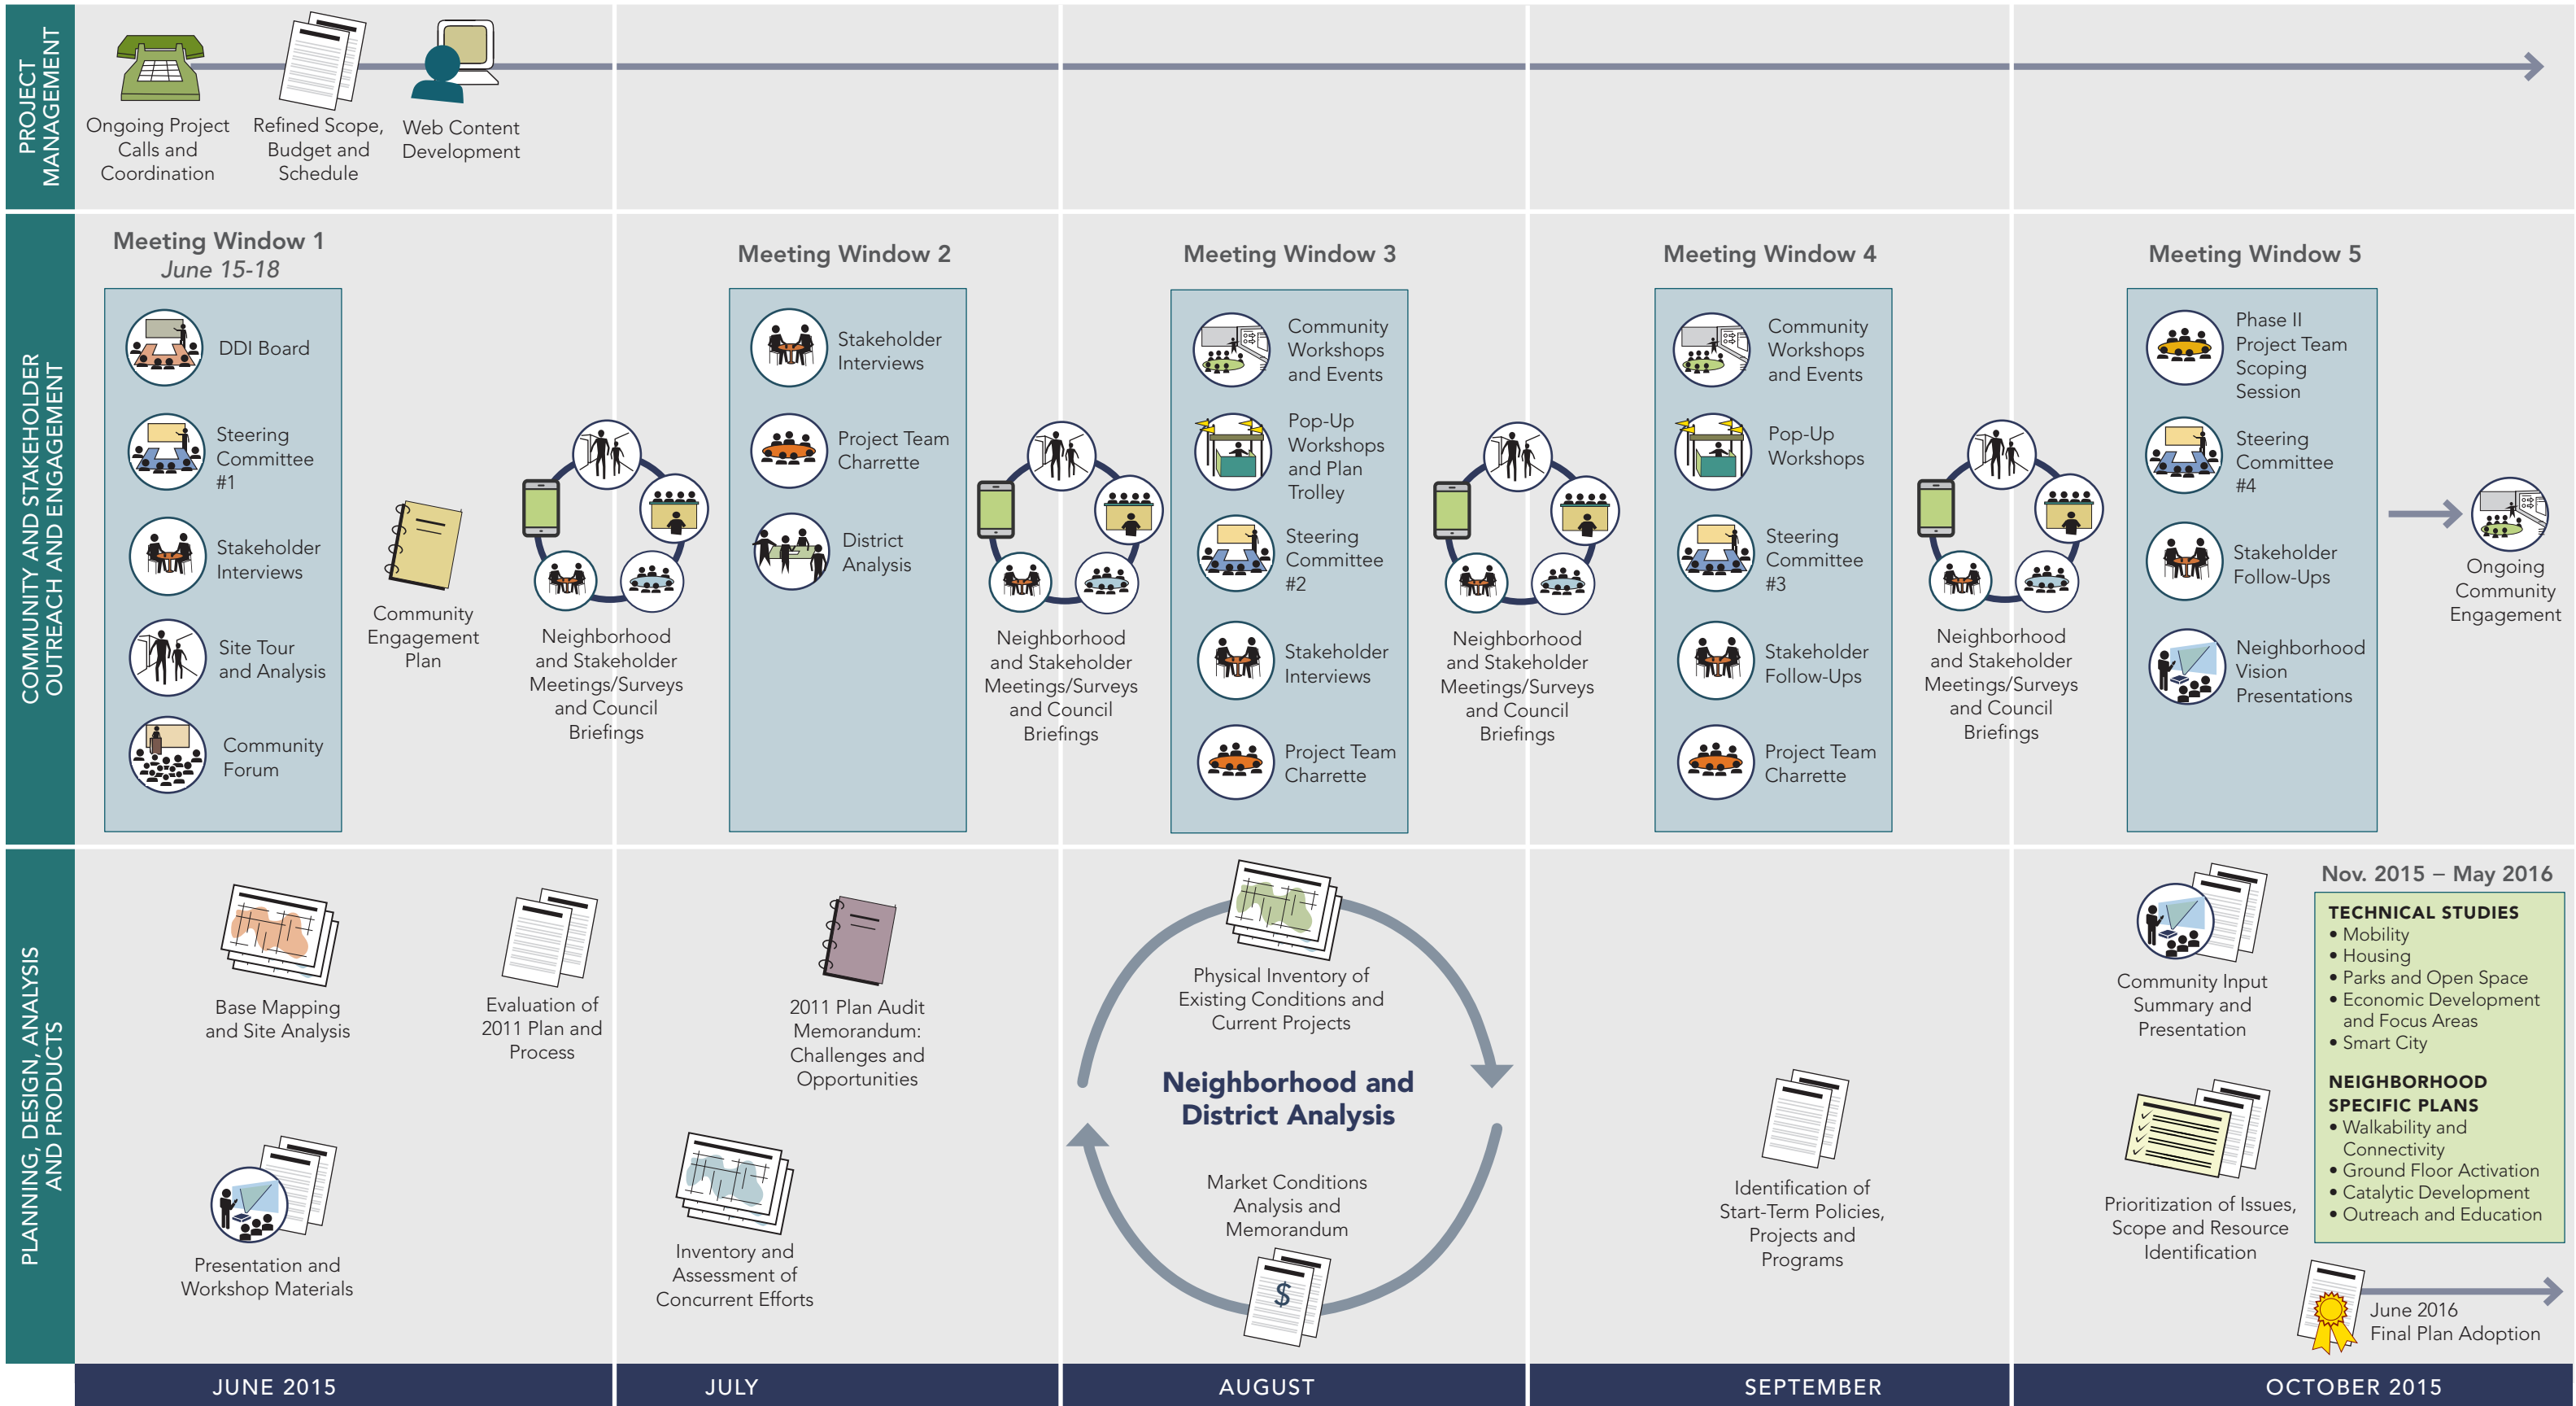 PROJECT
MANAGEMENT
Ongoing Project
Calls and
Coordination
Refined Scope,
Budget and
Schedule
Web Content
Development
COMMUNITY AND STAKEHOLDER
OUTREACH AND ENGAGEMENT
Meeting Window 1
June 15-18
DDI Board
Steering
Committee
#1
Stakeholder
Interviews
Site Tour
and Analysis
Community
Forum
Community
Engagement
Plan
Neighborhood
and Stakeholder
Meetings/Surveys
and Council
Briefings
Meeting Window 2
Stakeholder
Interviews
Project Team
Charrette
District
Analysis
Neighborhood
and Stakeholder
Meetings/Surveys
and Council
Briefings
Meeting Window 3
Community
Workshops
and Events
Pop-Up
Workshops
and Plan
Trolley
Steering
Committee
#2
Stakeholder
Interviews
Project Team
Charrette
Neighborhood
and Stakeholder
Meetings/Surveys
and Council
Briefings
Meeting Window 4
Community
Workshops
and Events
Pop-Up
Workshops
Steering
Committee
#3
Stakeholder
Follow-Ups
Project Team
Charrette
Neighborhood
and Stakeholder
Meetings/Surveys
and Council
Briefings
Meeting Window 5
Phase II
Project Team
Scoping
Session
Steering
Committee
#4
Stakeholder
Follow-Ups
Neighborhood
Vision
Presentations
Ongoing
Community
Engagement
PLANNING, DESIGN, ANALYSIS
AND PRODUCTS
Base Mapping
and Site Analysis
Evaluation of
2011 Plan and
Process
Presentation and
Workshop Materials
2011 Plan Audit
Memorandum:
Challenges and
Opportunities
Inventory and
Assessment of
Concurrent Efforts
Physical Inventory of
Existing Conditions and
Current Projects
Neighborhood and
District Analysis
Market Conditions
Analysis and
Memorandum
$
Identification of
Start-Term Policies,
Projects and
Programs
Community Input
Summary and
Presentation
Prioritization of Issues,
Scope and Resource
Identification
Nov. 2015 – May 2016
TECHNICAL STUDIES
• Mobility
• Housing
• Parks and Open Space
• Economic Development
and Focus Areas
• Smart City
NEIGHBORHOOD
SPECIFIC PLANS
• Walkability and
Connectivity
• Ground Floor Activation
• Catalytic Development
• Outreach and Education
June 2016
Final Plan Adoption
JUNE 2015
JULY
AUGUST
SEPTEMBER
OCTOBER 2015